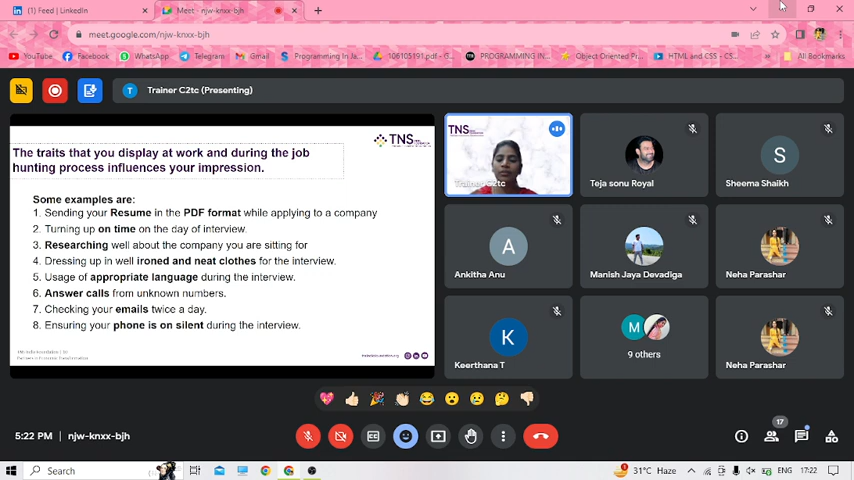 (1) Feed | LinkedIn
Meet - njw-knxx-bjh
meet.google.com/njw-knxx-bjh
YouTube
Facebook
WhatsApp
Telegram
Gmail
Programming In Ja...
106105191.pdf - G...
PROGRAMMING IN...
Object Oriented Pr...
HTML and CSS - C...
All Bookmarks
Trainer C2tc (Presenting)
TNS
The traits that you display at work and during the job
hunting process influences your impression.
Some examples are:
1. Sending your Resume in the PDF format while applying to a company
2. Turning up on time on the day of interview.
3. Researching well about the company you are sitting for
4. Dressing up in well ironed and neat clothes for the interview.
5. Usage of appropriate language during the interview.
6. Answer calls from unknown numbers.
7. Checking your emails twice a day.
8. Ensuring your phone is on silent during the interview.
TNS
Trainer C2tc
Teja sonu Royal
S
Sheema Shaikh
A
Ankitha Anu
Manish Jaya Devadiga
Neha Parashar
K
Keerthana T
M
9 others
Neha Parashar
5:22 PM
njw-knxx-bjh
17
Search
31°C Haze
ENG
17:22